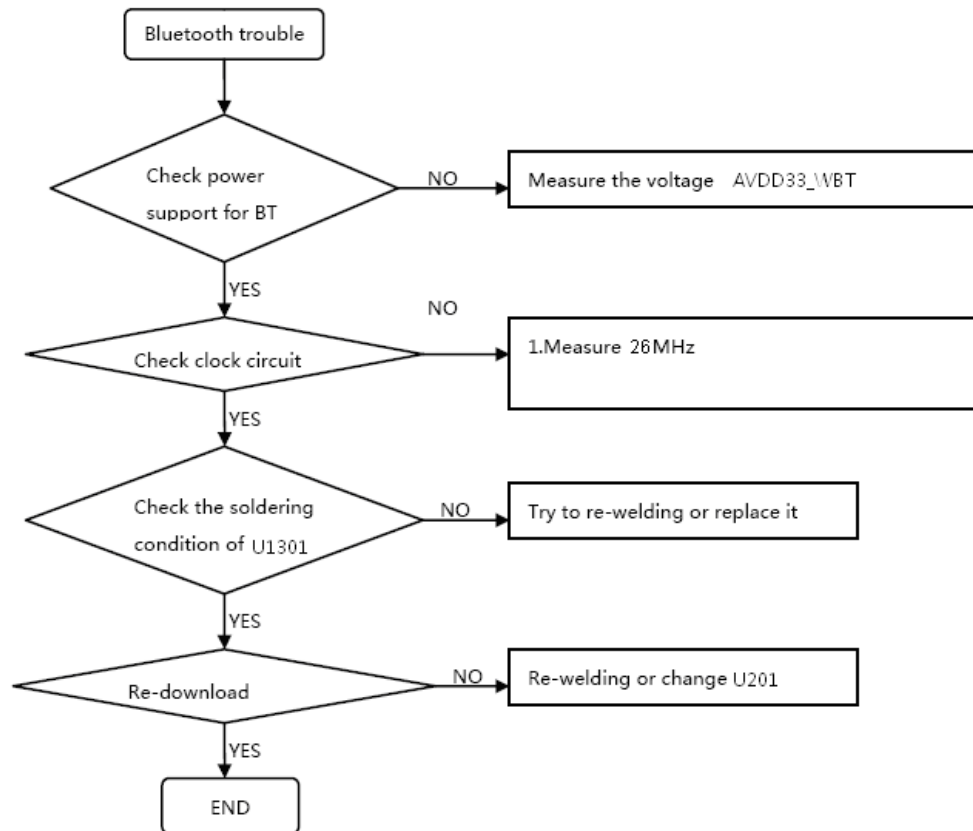 Bluetooth trouble
Check power
support for BT
NO
Measure the voltage AVDD33_WBT
YES
NO
Check clock circuit
1.Measure 26MHz
YES
Check the soldering
condition of U1301
NO
Try to re-welding or replace it
YES
Re-download
NO
Re-welding or change U201
YES
END